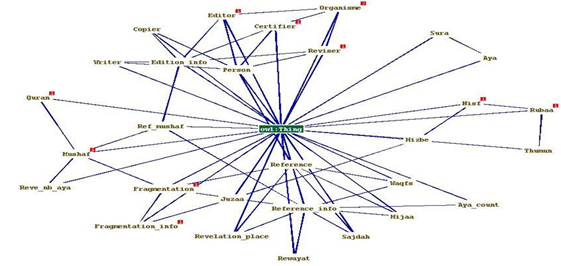 Organisme
Editor
Certifier
Copier
Sura
Reviser
Aya
Writer
Edition_info
Person
Quran
Nisf
Rubaa
Ref_mushaf
owl:Thing
Hizbe
Mushaf
Thumun
Reference
Waqfs
Reve_nb_aya
Fragmentation
Juzaa
Aya_count
Reference_info
Hijaa
Fragmentation_info
Revelation_place
Sajdah
Rewayat